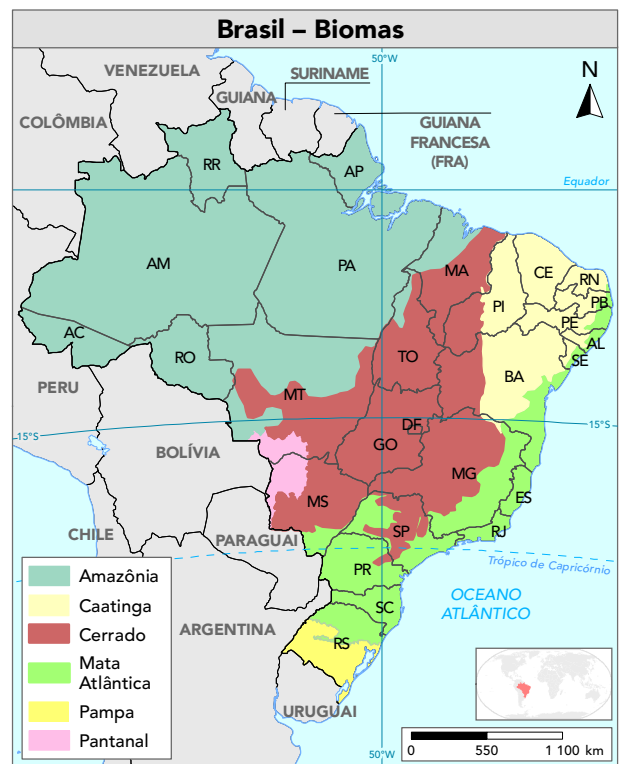 Brasil – Biomas
50°W
VENEZUELA
SURINAME
N
GUIANA
COLÔMBIA
GUIANA
FRANCESA
(FRA)
RR
AP
Equador
AM
PA
MA
CE
RN
PB
PI
PE
AL
SE
AC
RO
TO
BA
PERU
MT
DF
15°S
15°S
BOLÍVIA
GO
MG
ES
MS
SP
RJ
CHILE
PARAGUAI
Trópico de Capricórnio
PR
Amazônia
Caatinga
Cerrado
Mata
Atlântica
Pampa
Pantanal
OCEANO
ATLÂNTICO
SC
ARGENTINA
RS
URUGUAI
50°W
0 550 1 100 km